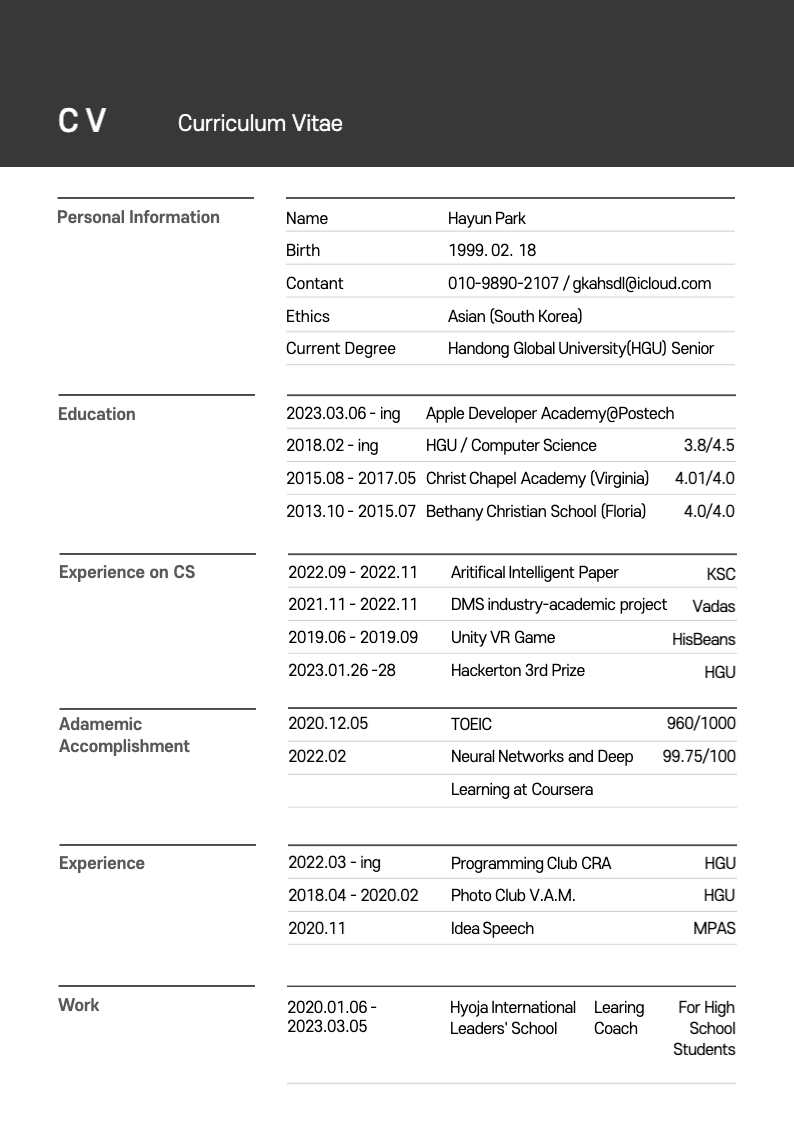 CV Curriculum Vitae
Personal Information
Name Hayun Park
Birth 1999. 02. 18
Contant 010-9890-2107 / gkahsdl@icloud.com
Ethics Asian (South Korea)
Current Degree Handong Global University(HGU) Senior
Education
2023.03.06 - ing Apple Developer Academy@Postech
2018.02 - ing HGU / Computer Science 3.8/4.5
2015.08 - 2017.05 Christ Chapel Academy (Virginia) 4.01/4.0
2013.10 - 2015.07 Bethany Christian School (Floria) 4.0/4.0
Experience on CS
2022.09 - 2022.11 Aritifical Intelligent Paper KSC
2021.11 - 2022.11 DMS industry-academic project Vadas
2019.06 - 2019.09 Unity VR Game HisBeans
2023.01.26 -28 Hackerton 3rd Prize HGU
Adamemic
Accomplishment
2020.12.05 TOEIC 960/1000
2022.02 Neural Networks and Deep 99.75/100
Learning at Coursera
Experience
2022.03 - ing Programming Club CRA HGU
2018.04 - 2020.02 Photo Club V.A.M. HGU
2020.11 Idea Speech MPAS
Work
2020.01.06 - Hyoja International Learing For High
2023.03.05 Leaders' School Coach School
Students